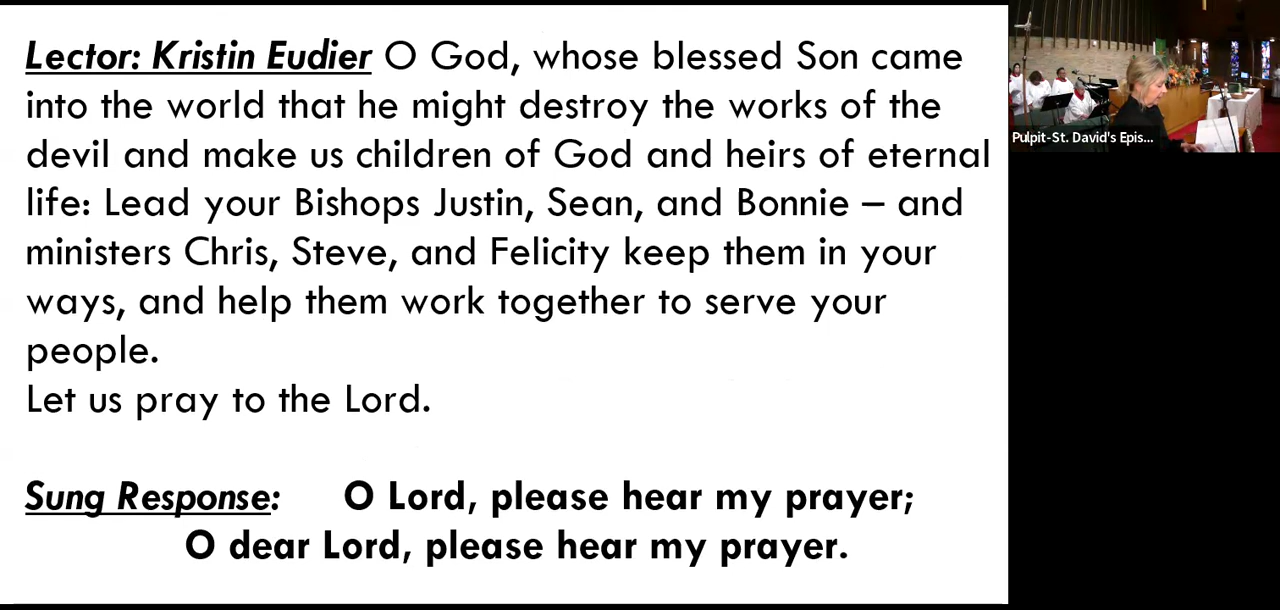 Lector: Kristin Eudier O God, whose blessed Son came
into the world that he might destroy the works of the
devil and make us children of God and heirs of eternal
life: Lead your Bishops Justin, Sean, and Bonnie – and
ministers Chris, Steve, and Felicity keep them in your
ways, and help them work together to serve your
people.
Let us pray to the Lord.
Sung Response: O Lord, please hear my prayer;
O dear Lord, please hear my prayer.
Pulpit-St. David's Epis...